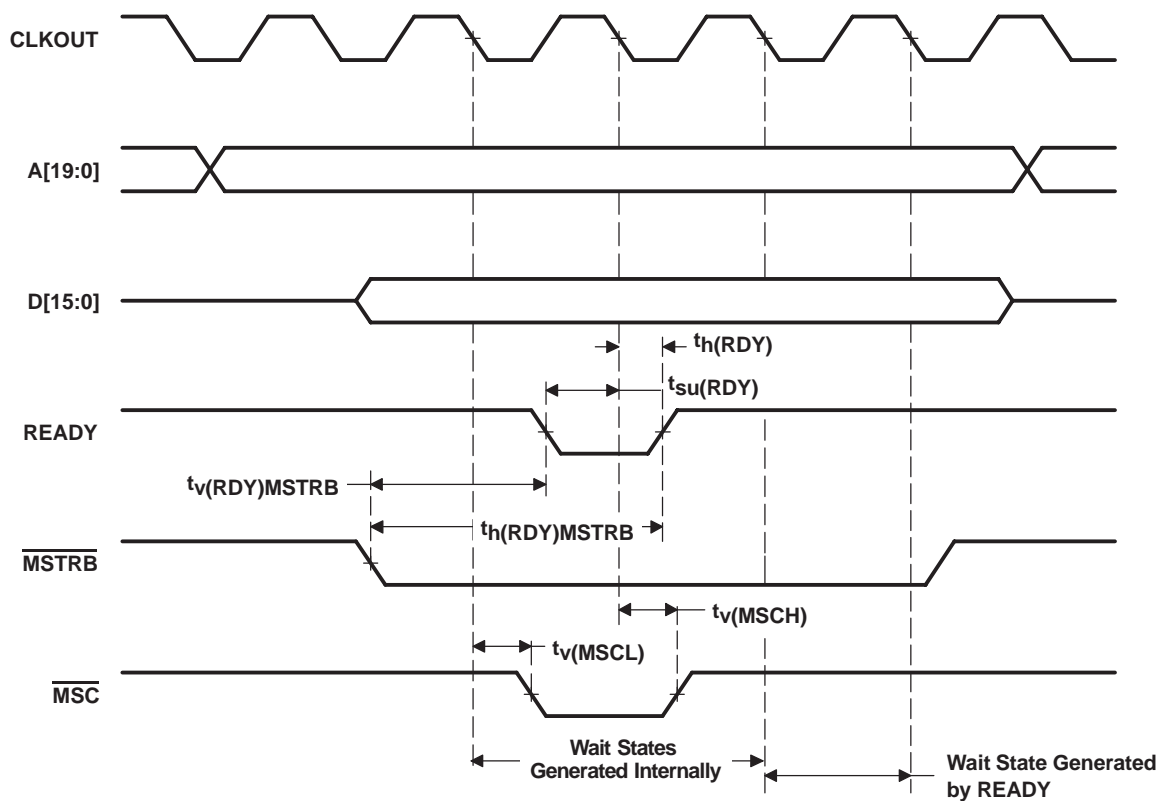 CLKOUT
A[19:0]
D[15:0]
th(RDY)
tsu(RDY)
READY
tv(RDY)MSTRB
th(RDY)MSTRB
MSTRB
tv(MSCH)
tv(MSCL)
MSC
Wait States
Generated Internally
Wait State Generated
by READY